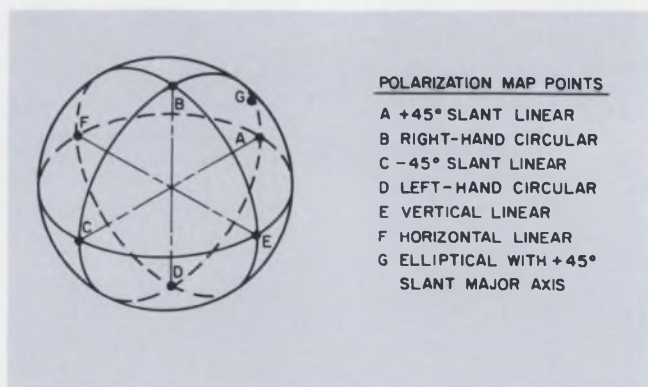 B
G
F
A
C
E
D
POLARIZATION MAP POINTS
A +45° SLANT LINEAR
B RIGHT-HAND CIRCULAR
C -45° SLANT LINEAR
D LEFT-HAND CIRCULAR
E VERTICAL LINEAR
F HORIZONTAL LINEAR
G ELLIPTICAL WITH +45°
SLANT MAJOR AXIS